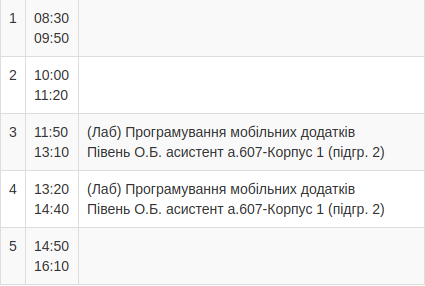 1 08:30
09:50
2 10:00
11:20
3 11:50 (Лаб) Програмування мобільних додатків
13:10 Півень О.Б. асистент а.607-Корпус 1 (підгр. 2)
4 13:20 (Лаб) Програмування мобільних додатків
14:40 Півень О.Б. асистент а.607-Корпус 1 (підгр. 2)
5 14:50
16:10